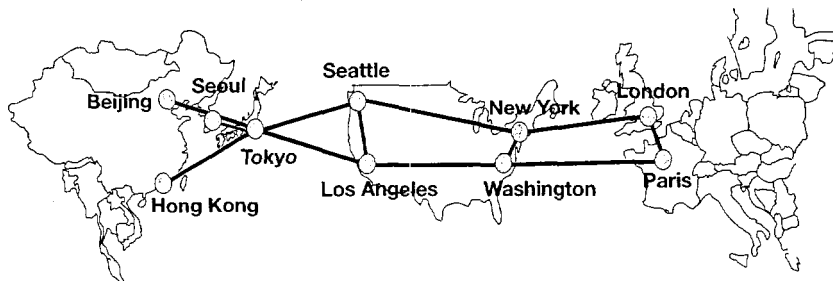 Seattle
Seoul
Beijing
London
New York
Tokyo
Los Angeles
Washington
Paris
Hong Kong